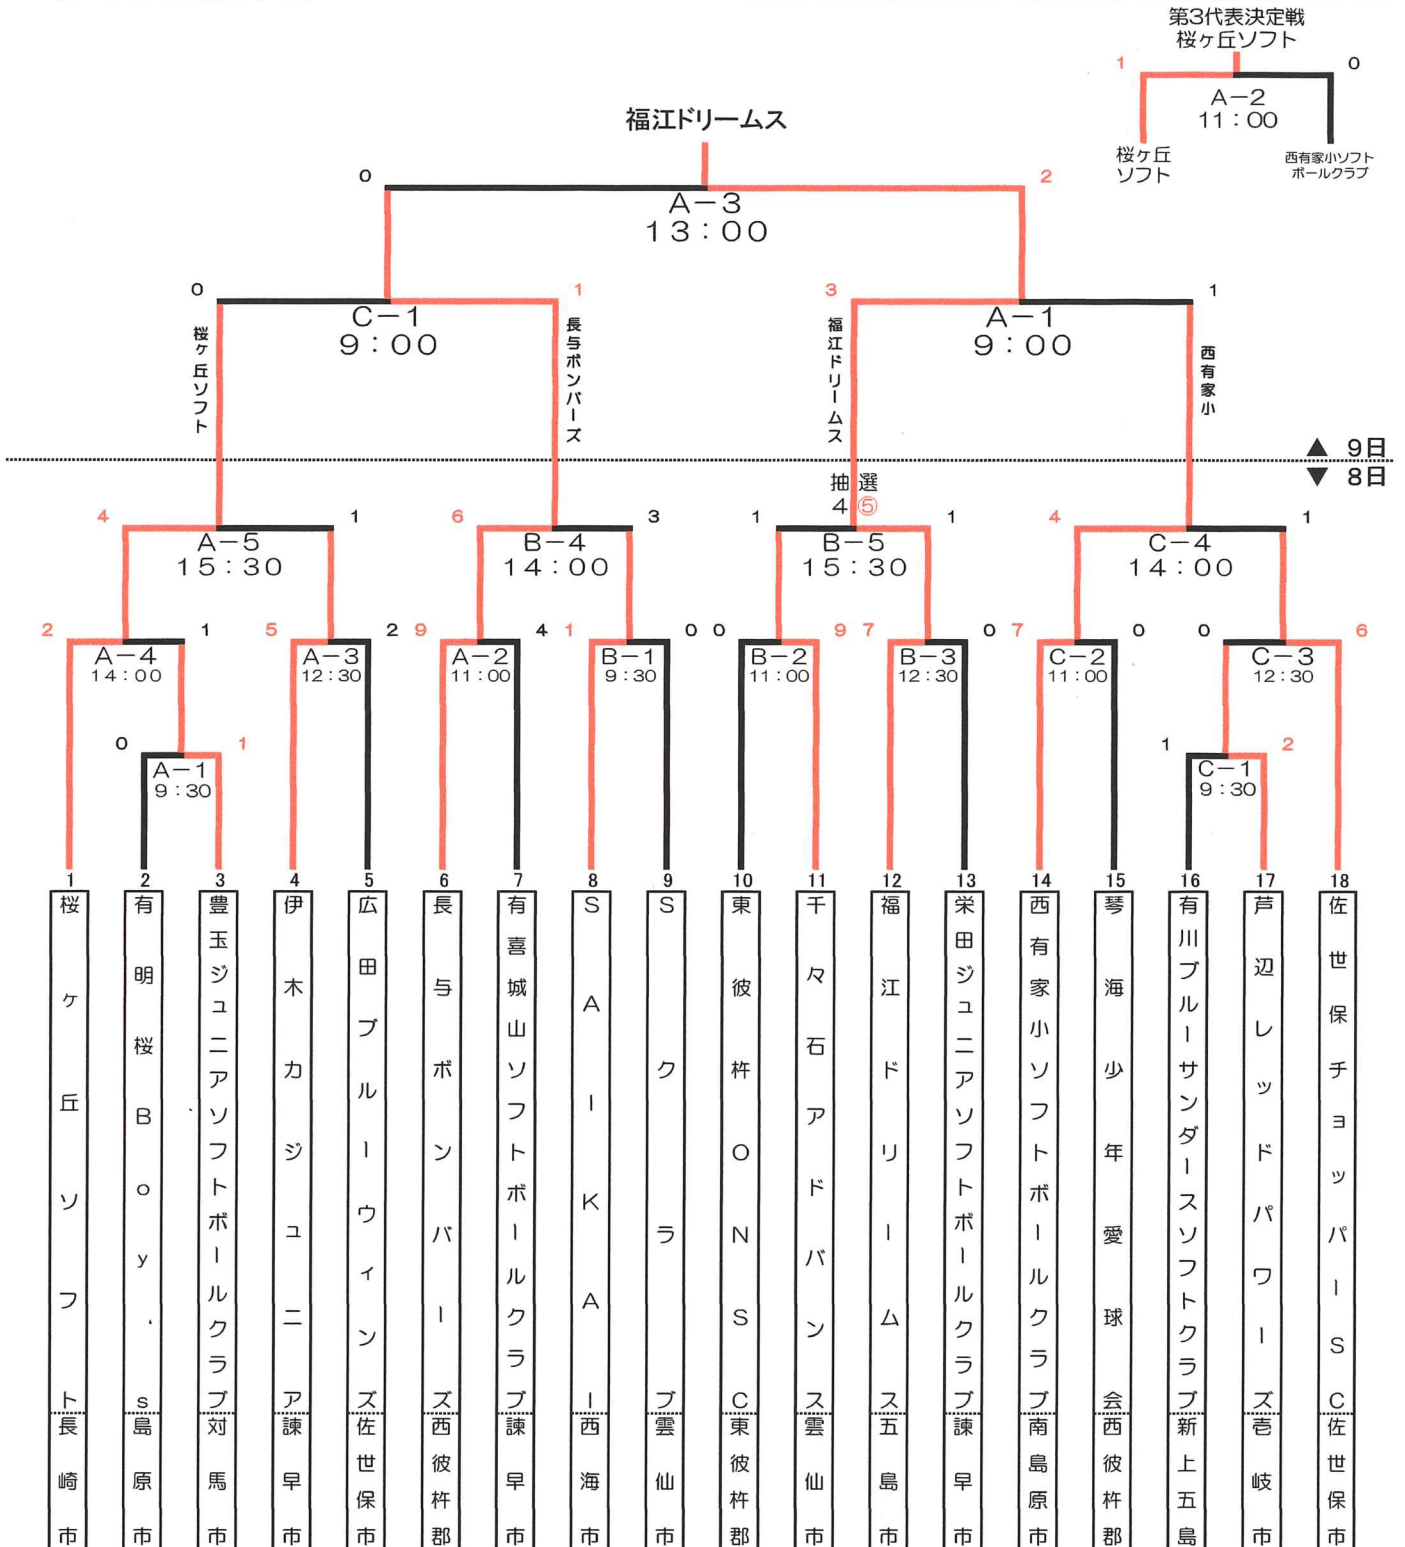 第3代表決定戦
桜ヶ丘ソフト
1 0
A-2
11:00
桜ヶ丘
ソフト
西有家小ソフト
ボールクラブ
福江ドリームス
0 2
A-3
13:00
0 1 3 1
C-1
9:00
A-1
9:00
桜ヶ丘ソフト
長与ボンバーズ
福江ドリームス
西有家小
▲ 9日
▼ 8日
抽選
4⑤
4 1 6 3 1 1 4 1
A-5
15:30
B-4
14:00
B-5
15:30
C-4
14:00
2 1 5 2 9 4 1 0 0 9 7 0 7 0 0 6
A-4
14:00
A-3
12:30
A-2
11:00
B-1
9:30
B-2
11:00
B-3
12:30
C-2
11:00
C-3
12:30
0 1 1 2
A-1
9:30
C-1
9:30
1 桜ヶ丘ソフト 長崎市
2 有明桜Boy's 島原市
3 豊玉ジュニアソフトボールクラブ 対馬市
4 伊木力ジュニア 諫早市
5 広田ブルーウィンズ 佐世保市
6 長与ボンバーズ 西彼杵郡
7 有喜城山ソフトボールクラブ 諫早市
8 SAIKAI 西海市
9 Sクラブ 雲仙市
10 東彼杵ONSC 東彼杵郡
11 千々石アドバンス 雲仙市
12 福江ドリームス 五島市
13 栄田ジュニアソフトボールクラブ 諫早市
14 西有家小ソフトボールクラブ 南島原市
15 琴海少年愛球会 西彼杵郡
16 有川ブルーサンダースソフトクラブ 新上五島
17 芦辺レッドパワーズ 壱岐市
18 佐世保チョッパーSC 佐世保市